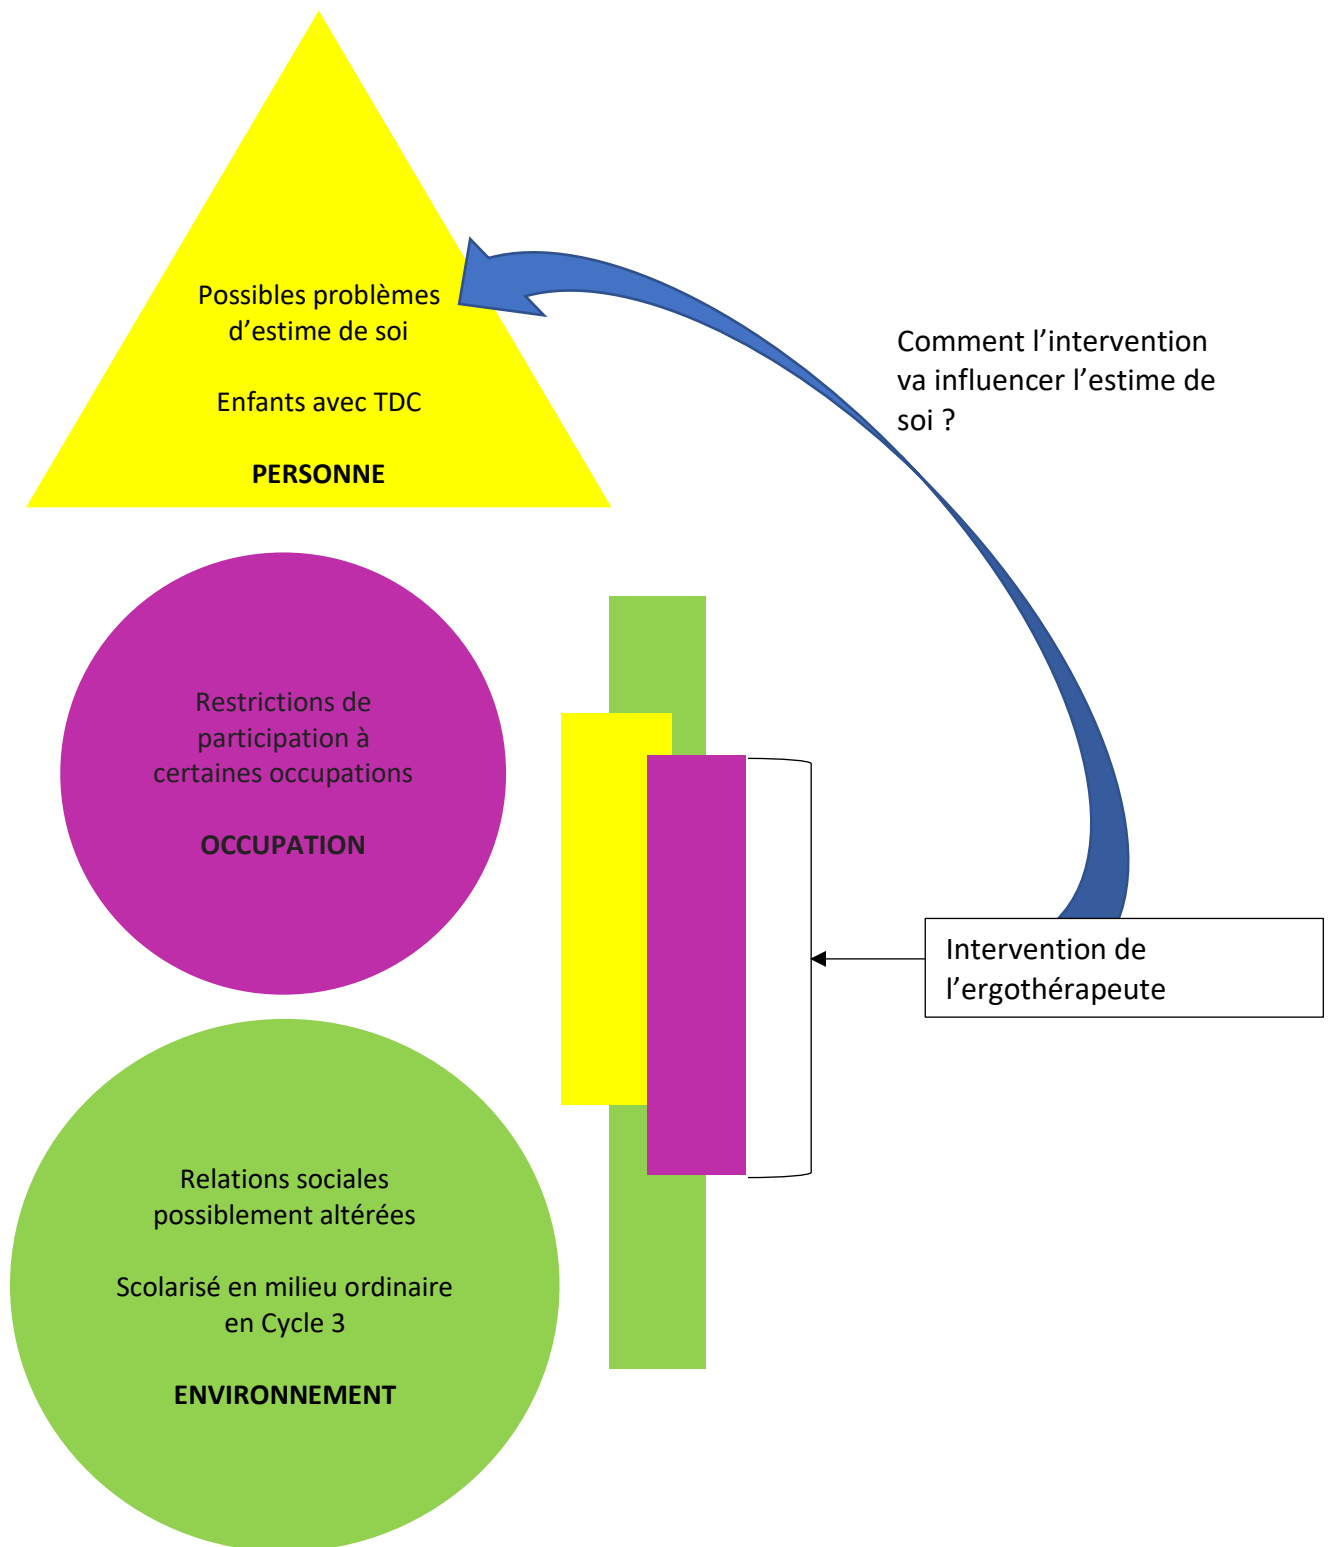 Possibles problèmes
d’estime de soi
Enfants avec TDC
PERSONNE
Comment l’intervention
va influencer l’estime de
soi ?
Restrictions de
participation à
certaines occupations
OCCUPATION
Intervention de
l’ergothérapeute
Relations sociales
possiblement altérées
Scolarisé en milieu ordinaire
en Cycle 3
ENVIRONNEMENT